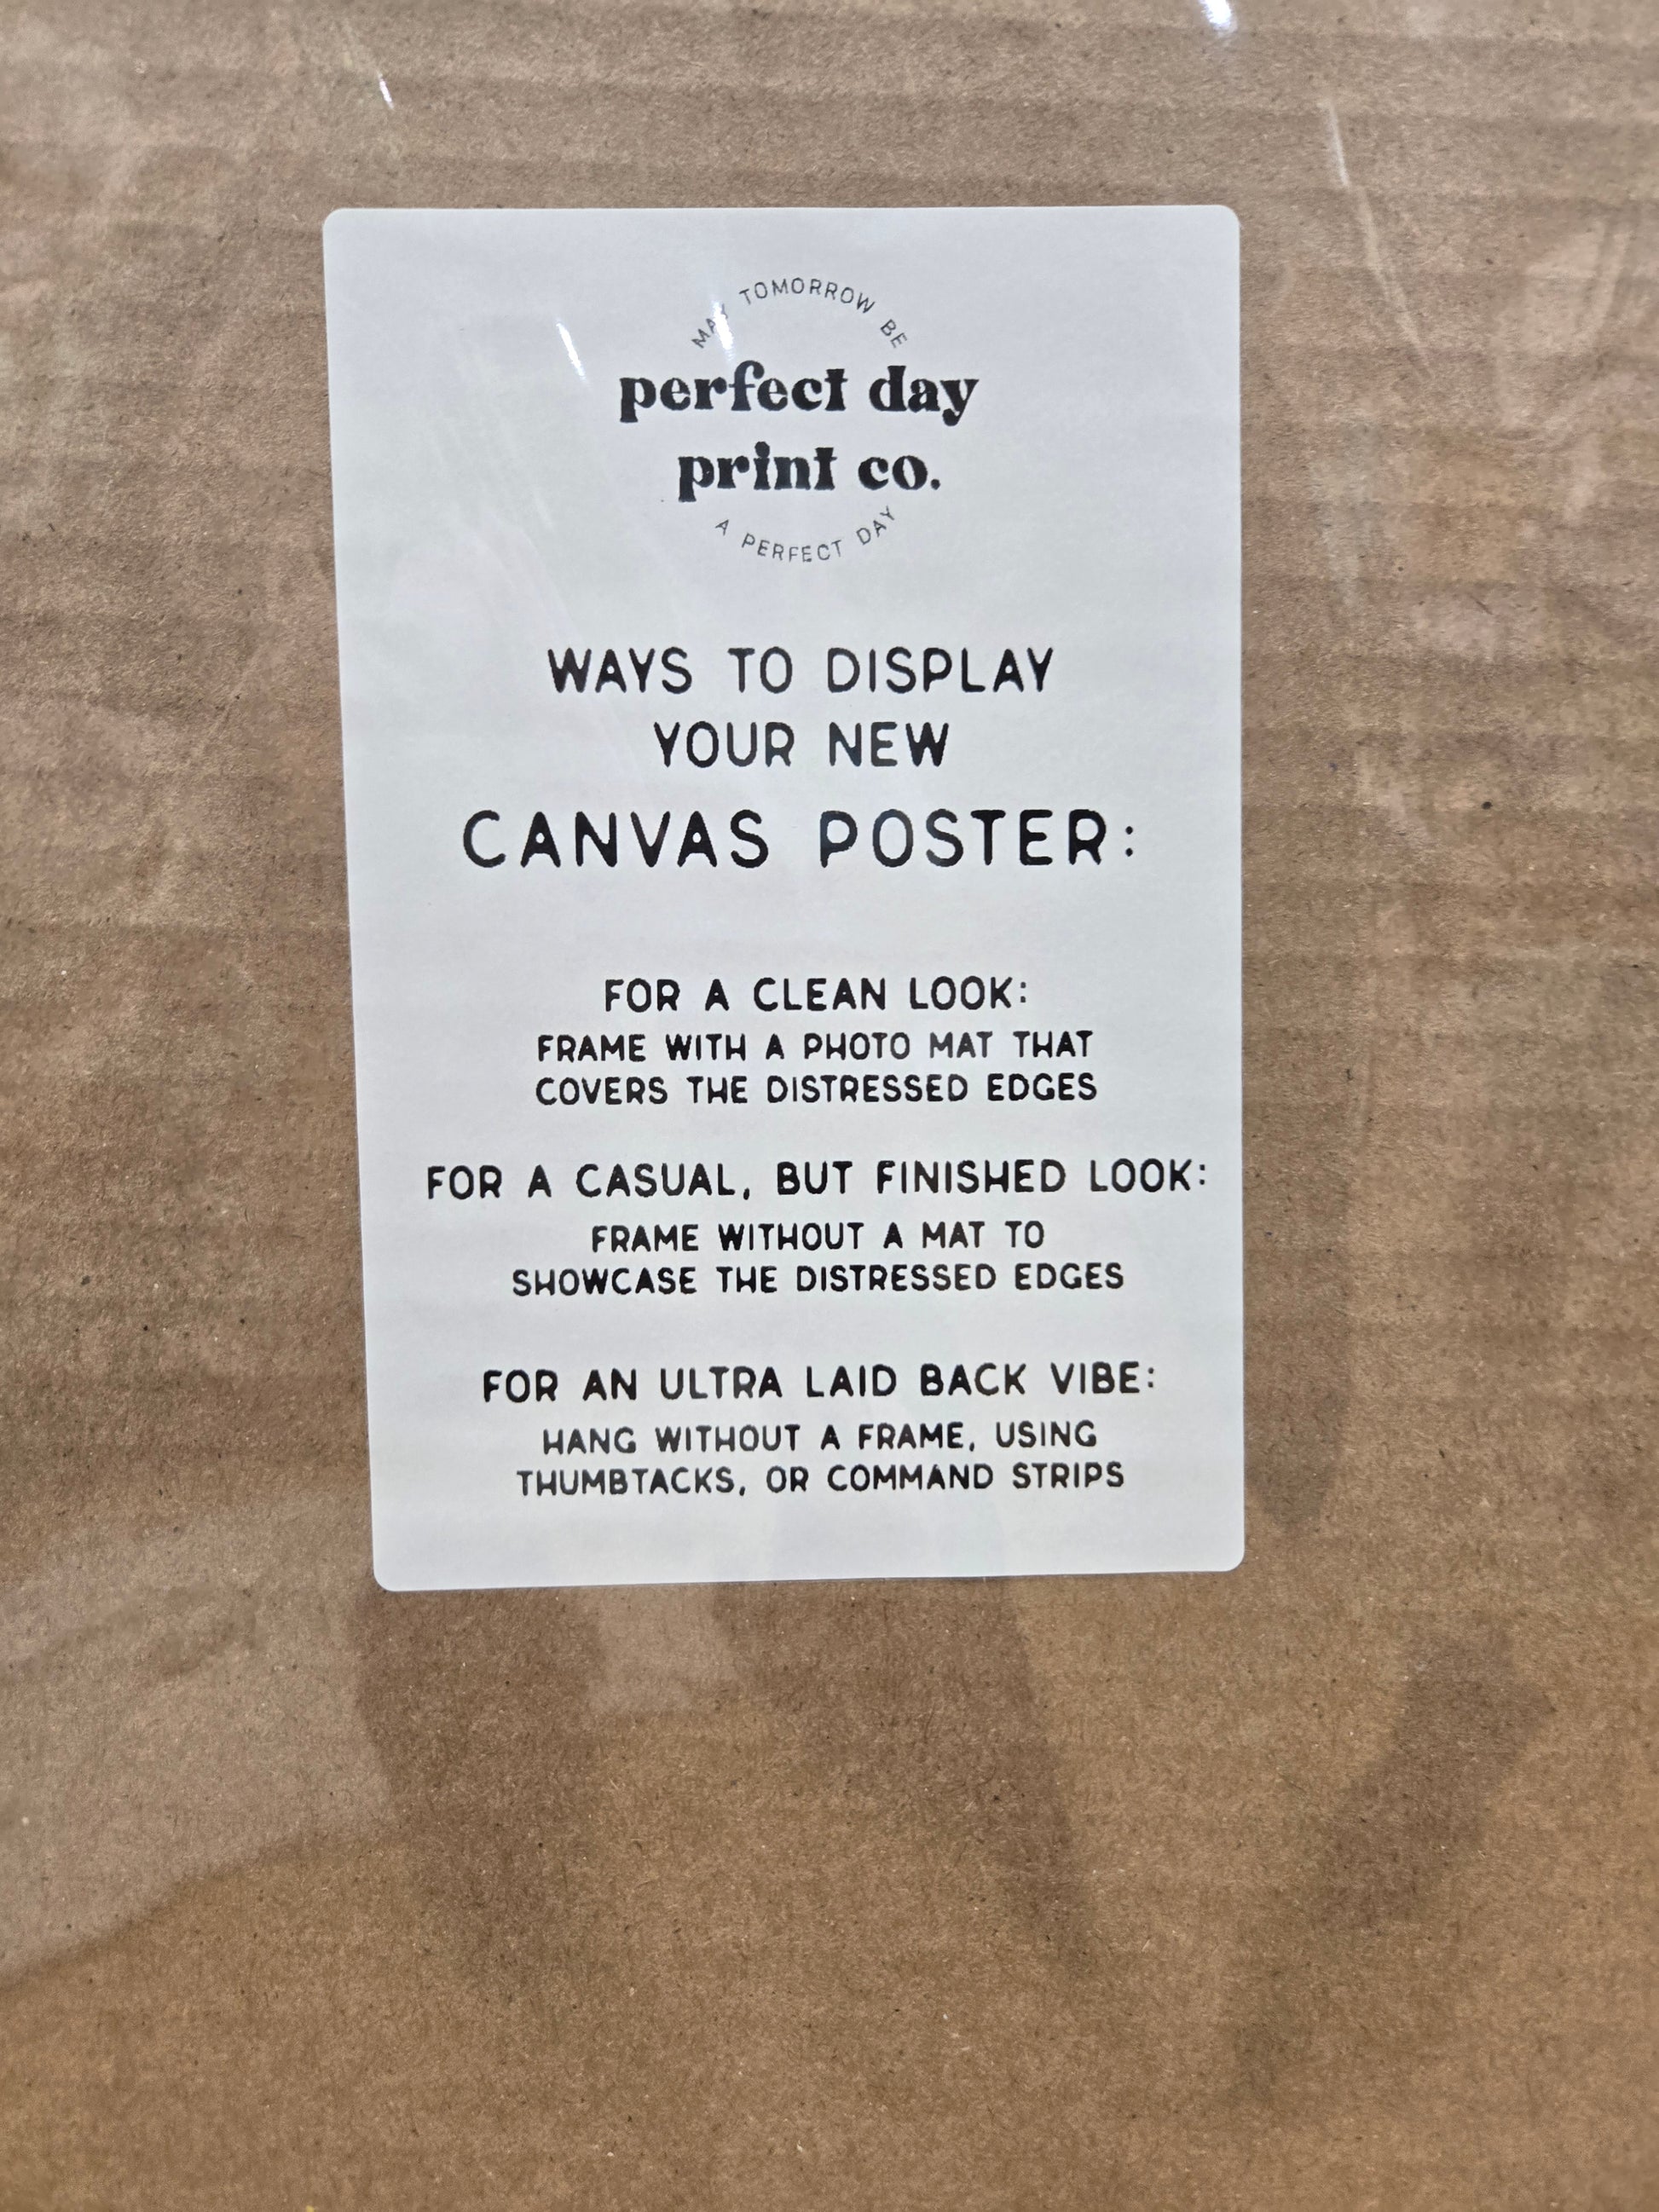 MAY TOMORROW BE
perfect day
print co.
A PERFECT DAY
WAYS TO DISPLAY
YOUR NEW
CANVAS POSTER:
FOR A CLEAN LOOK:
FRAME WITH A PHOTO MAT THAT
COVERS THE DISTRESSED EDGES
FOR A CASUAL, BUT FINISHED LOOK:
FRAME WITHOUT A MAT TO
SHOWCASE THE DISTRESSED EDGES
FOR AN ULTRA LAID BACK VIBE:
HANG WITHOUT A FRAME, USING
THUMBTACKS, OR COMMAND STRIPS